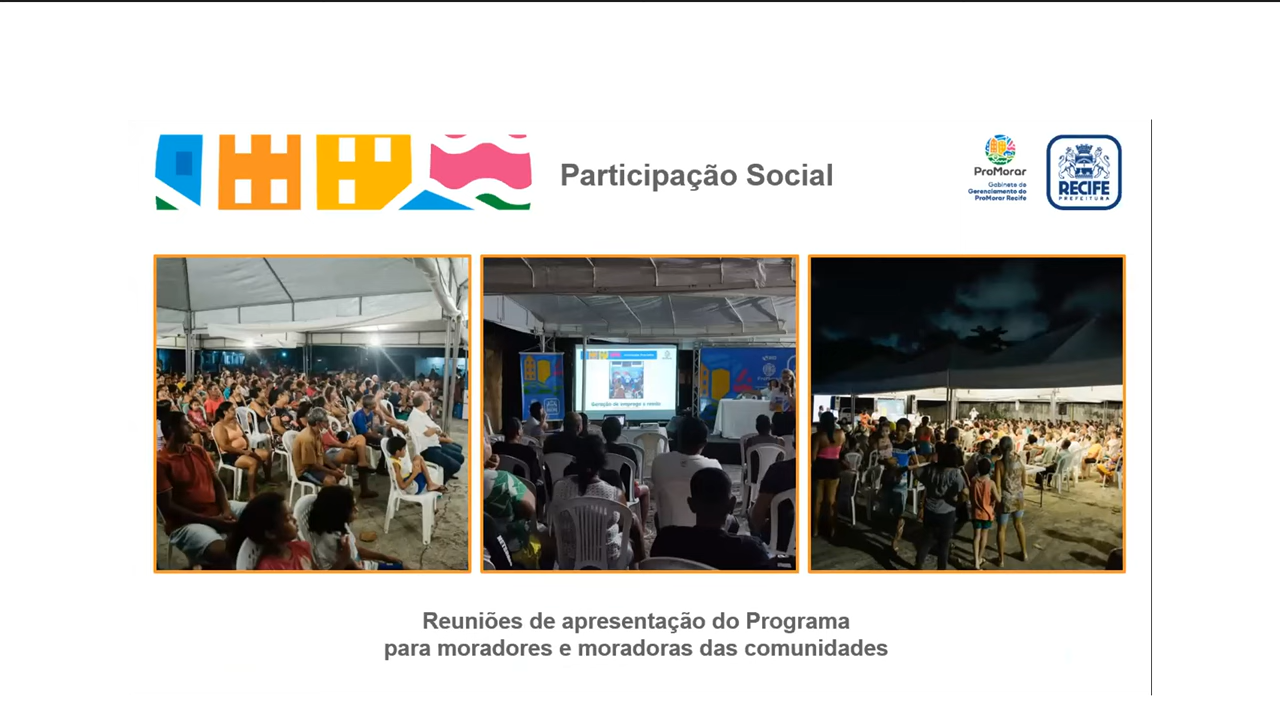 Participação Social
ProMorar
Gabinete de
Gerenciamento do
ProMorar Recife
RECIFE
PREFEITURA
Geração de emprego e renda
Reuniões de apresentação do Programa
para moradores e moradoras das comunidades